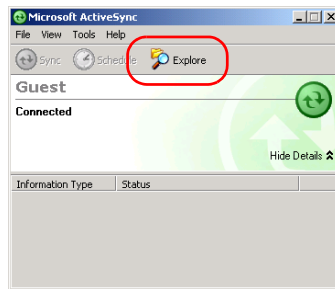 Microsoft ActiveSync
File View Tools Help
Sync Schedule Explore
Guest
Connected
Hide Details
Information Type Status